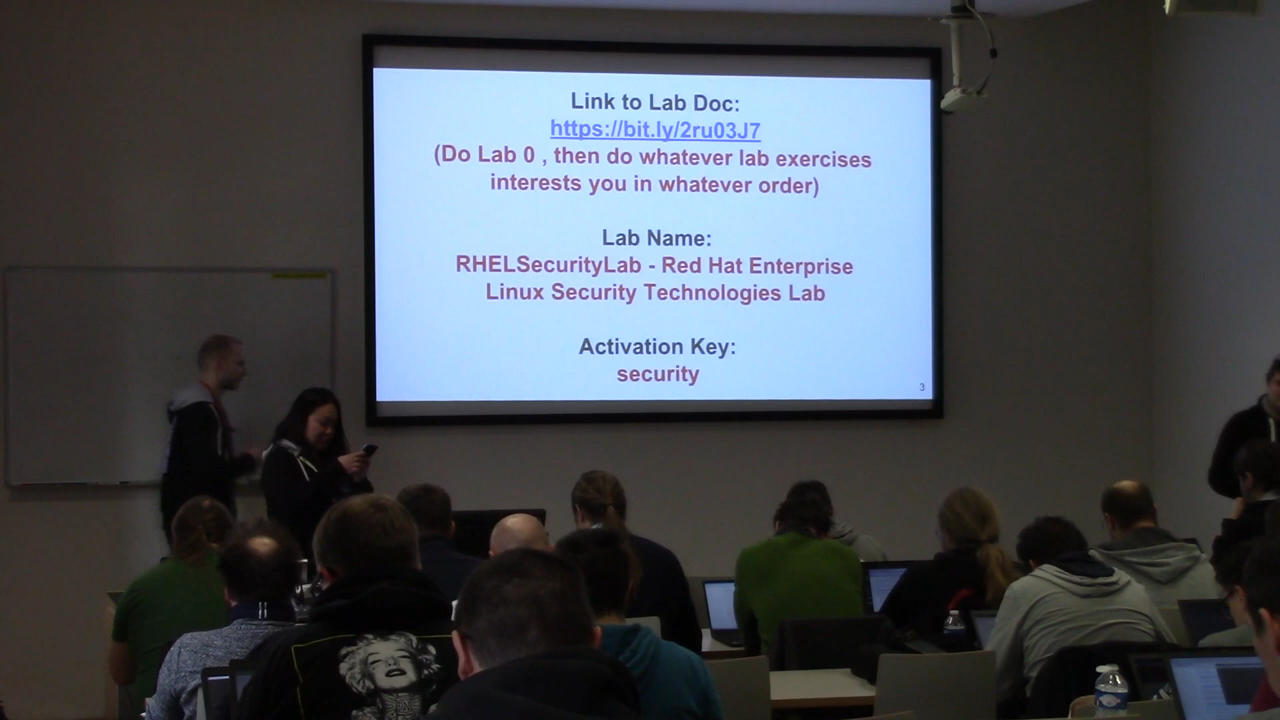 Link to Lab Doc:
https://bit.ly/2ru03J7
(Do Lab 0 , then do whatever lab exercises
interests you in whatever order)
Lab Name:
RHELSecurityLab - Red Hat Enterprise
Linux Security Technologies Lab
Activation Key:
security
3